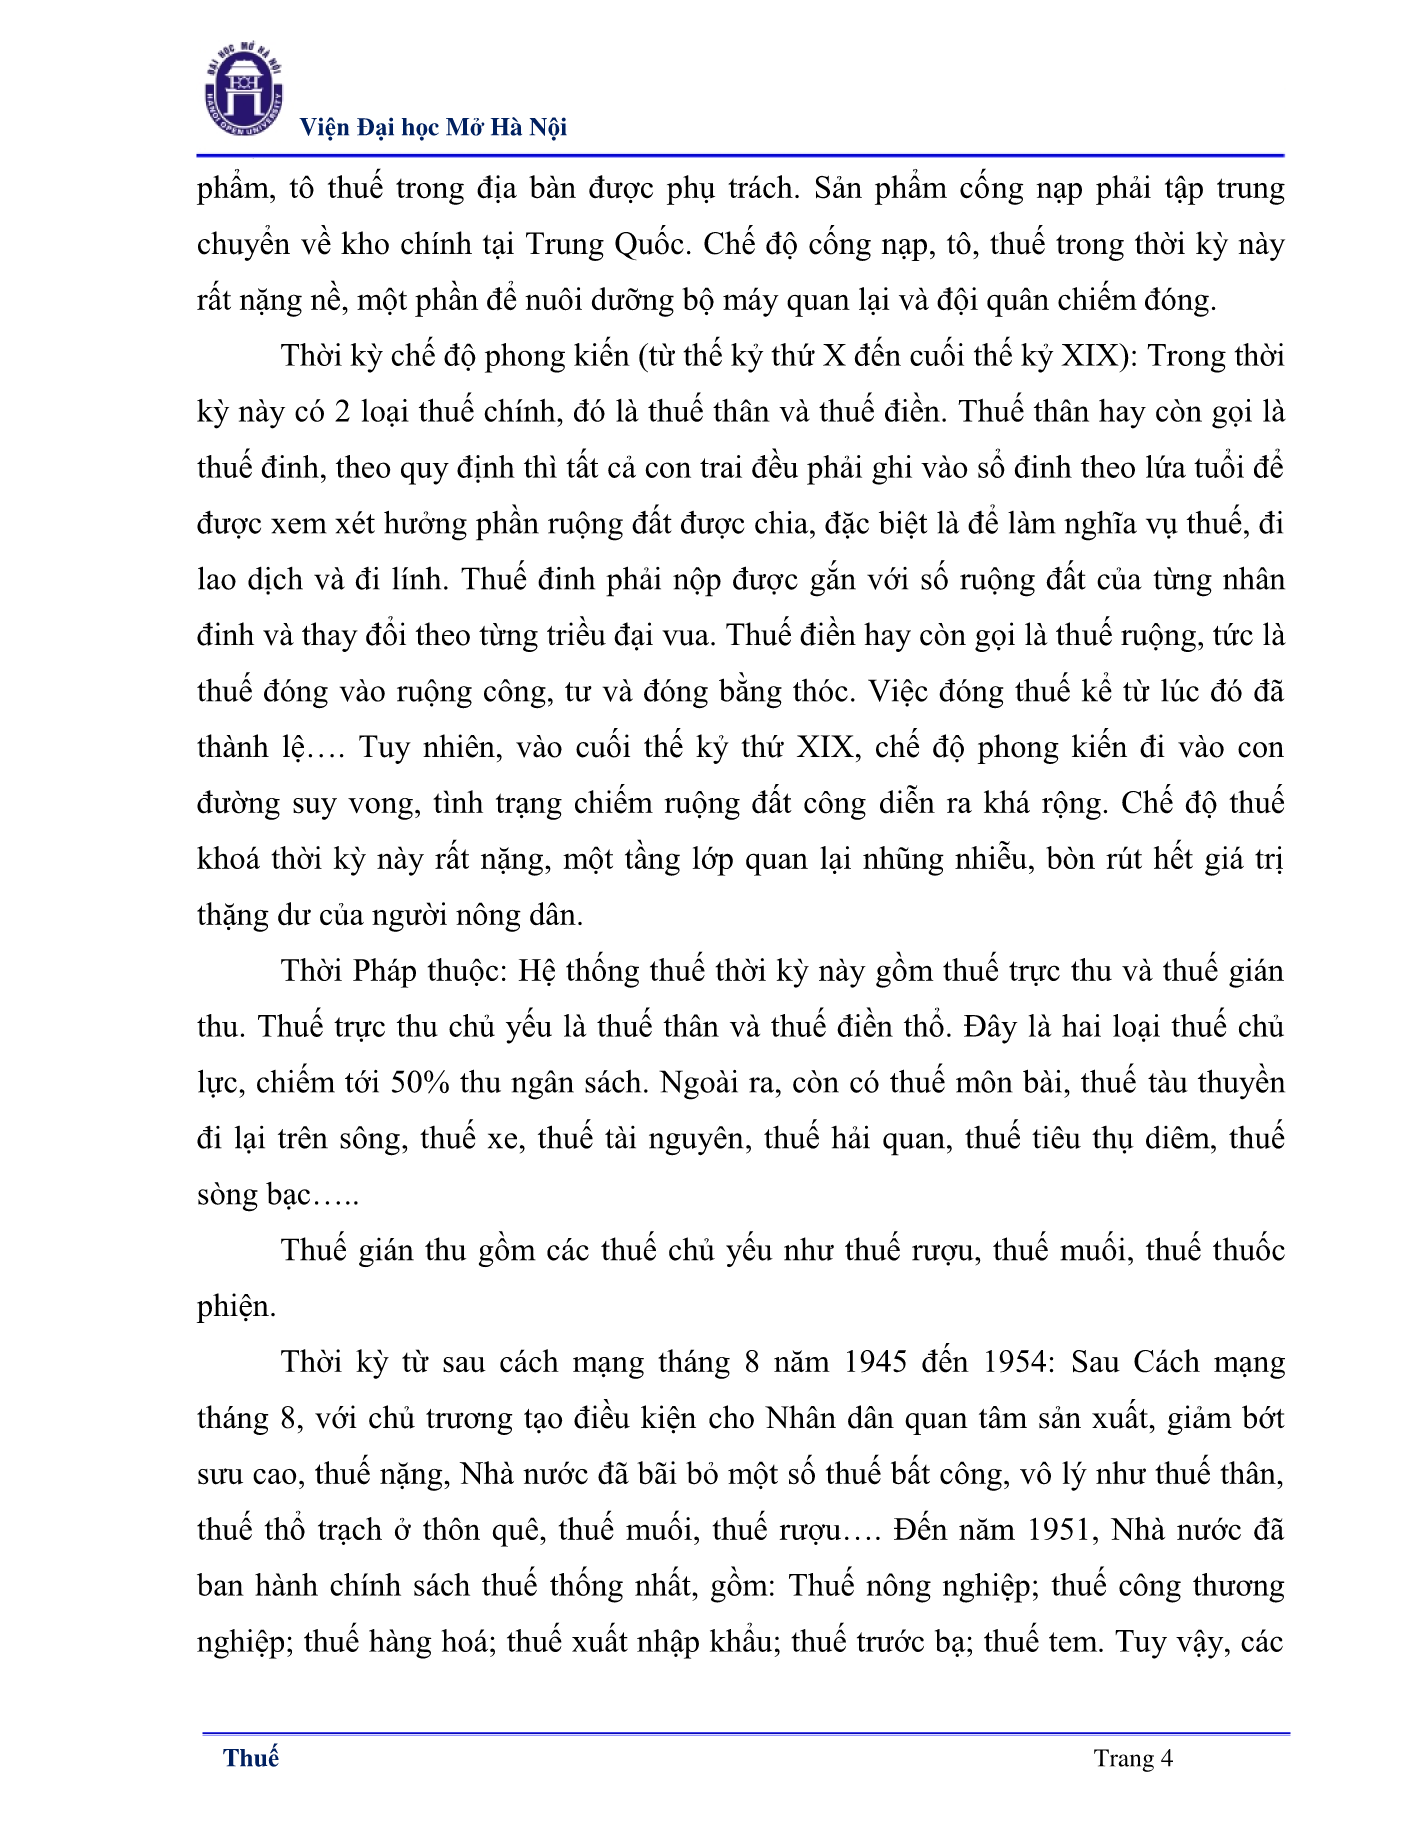 ĐẠI HỌC MỞ HÀ NỘI
HANOI OPEN UNIVERSITY
Viện Đại học Mở Hà Nội
phẩm, tô thuế trong địa bàn được phụ trách. Sản phẩm cống nạp phải tập trung
chuyển về kho chính tại Trung Quốc. Chế độ cống nạp, tô, thuế trong thời kỳ này
rất nặng nề, một phần để nuôi dưỡng bộ máy quan lại và đội quân chiếm đóng.
Thời kỳ chế độ phong kiến (từ thế kỷ thứ X đến cuối thế kỷ XIX): Trong thời
kỳ này có 2 loại thuế chính, đó là thuế thân và thuế điền. Thuế thân hay còn gọi là
thuế đinh, theo quy định thì tất cả con trai đều phải ghi vào sổ đinh theo lứa tuổi để
được xem xét hưởng phần ruộng đất được chia, đặc biệt là để làm nghĩa vụ thuế, đi
lao dịch và đi lính. Thuế đinh phải nộp được gắn với số ruộng đất của từng nhân
đinh và thay đổi theo từng triều đại vua. Thuế điền hay còn gọi là thuế ruộng, tức là
thuế đóng vào ruộng công, tư và đóng bằng thóc. Việc đóng thuế kể từ lúc đó đã
thành lệ…. Tuy nhiên, vào cuối thế kỷ thứ XIX, chế độ phong kiến đi vào con
đường suy vong, tình trạng chiếm ruộng đất công diễn ra khá rộng. Chế độ thuế
khoá thời kỳ này rất nặng, một tầng lớp quan lại nhũng nhiễu, bòn rút hết giá trị
thặng dư của người nông dân.
Thời Pháp thuộc: Hệ thống thuế thời kỳ này gồm thuế trực thu và thuế gián
thu. Thuế trực thu chủ yếu là thuế thân và thuế điền thổ. Đây là hai loại thuế chủ
lực, chiếm tới 50% thu ngân sách. Ngoài ra, còn có thuế môn bài, thuế tàu thuyền
đi lại trên sông, thuế xe, thuế tài nguyên, thuế hải quan, thuế tiêu thụ diêm, thuế
sòng bạc…..
Thuế gián thu gồm các thuế chủ yếu như thuế rượu, thuế muối, thuế thuốc
phiện.
Thời kỳ từ sau cách mạng tháng 8 năm 1945 đến 1954: Sau Cách mạng
tháng 8, với chủ trương tạo điều kiện cho Nhân dân quan tâm sản xuất, giảm bớt
sưu cao, thuế nặng, Nhà nước đã bãi bỏ một số thuế bất công, vô lý như thuế thân,
thuế thổ trạch ở thôn quê, thuế muối, thuế rượu…. Đến năm 1951, Nhà nước đã
ban hành chính sách thuế thống nhất, gồm: Thuế nông nghiệp; thuế công thương
nghiệp; thuế hàng hoá; thuế xuất nhập khẩu; thuế trước bạ; thuế tem. Tuy vậy, các
Thuế
Trang 4